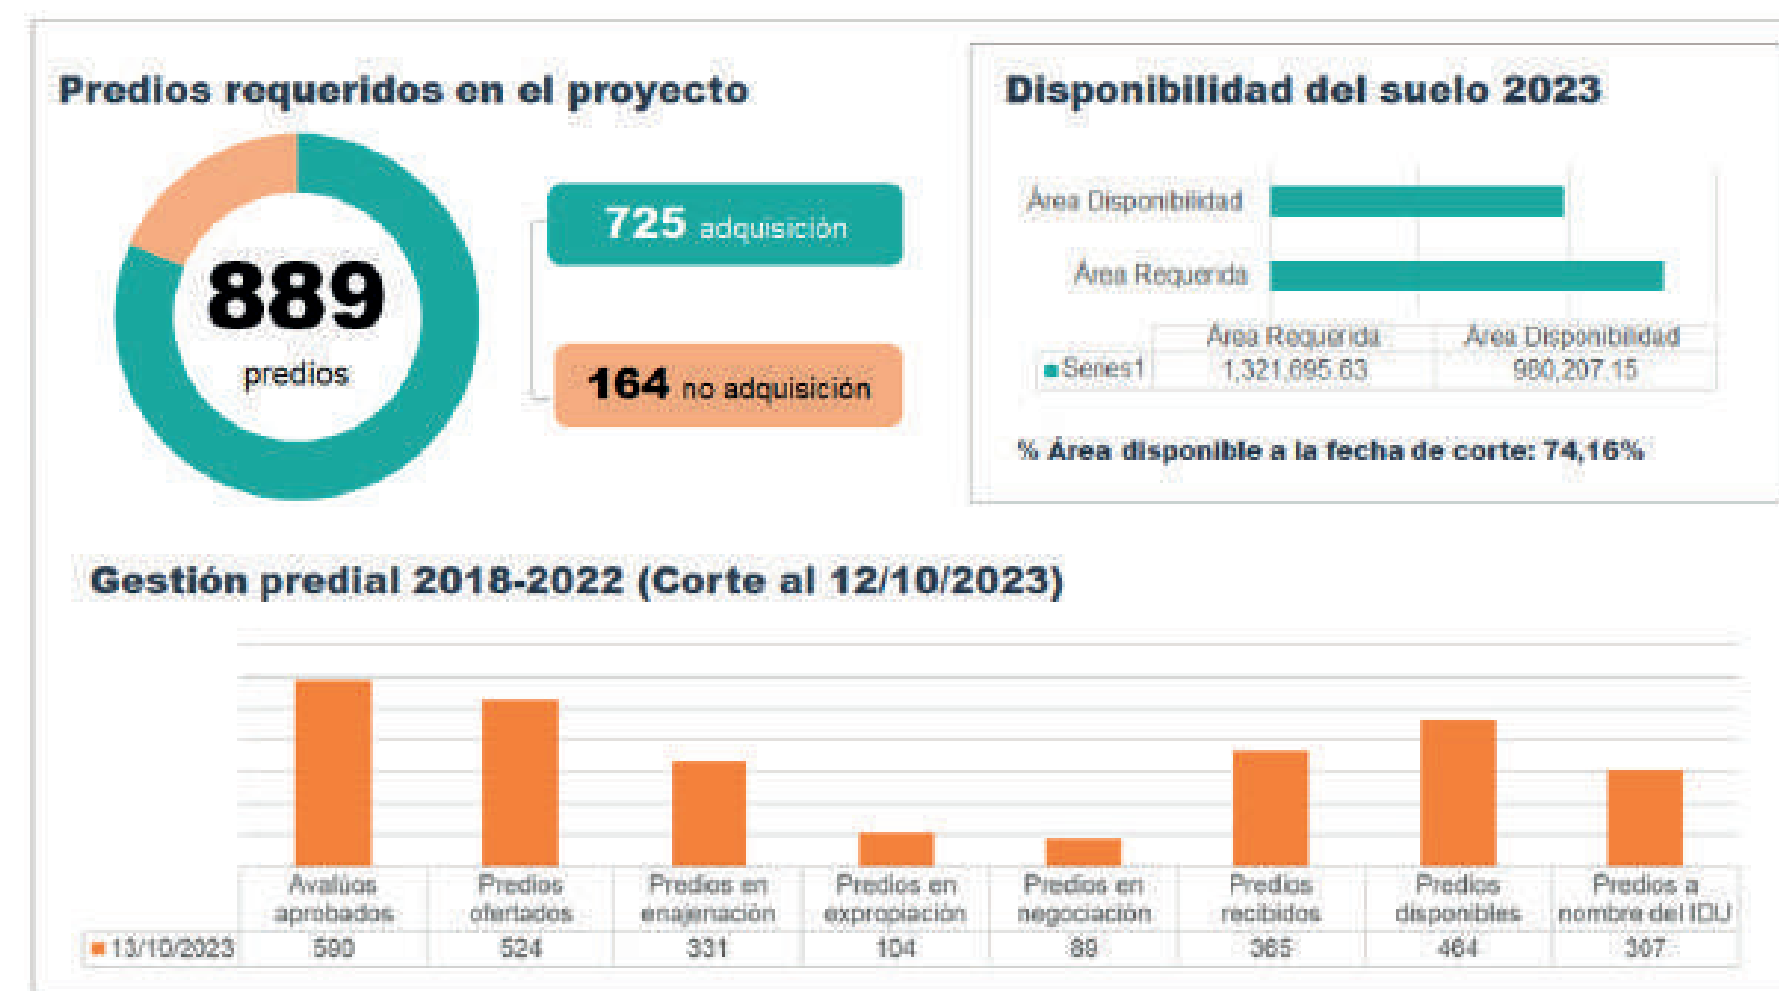 Predios requeridos en el proyecto
889
predios
725 adquisición
164 no adquisición
Disponibilidad del suelo 2023
Área Disponibilidad
Área Requerida
Área Requerida Área Disponibilidad
Series1 1,321,695.63 980,207.15
% Área disponible a la fecha de corte: 74,16%
Gestión predial 2018-2022 (Corte al 12/10/2023)
Avalúos Predios Predios en Predios en Predios en Predios Predios Predios a
aprobados ofertados enajenación expropiación negociación recibidos disponibles nombre del IDU
13/10/2023 590 524 331 104 89 365 464 307